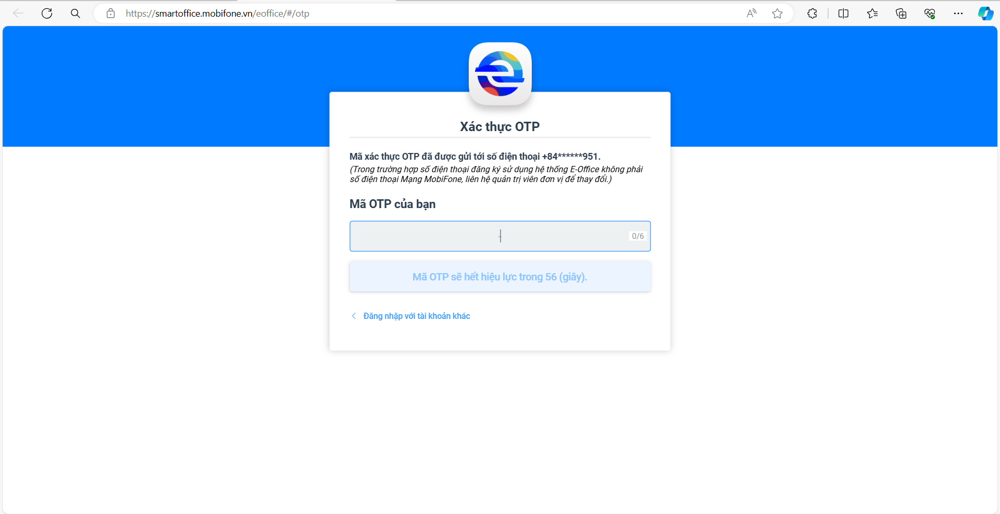 https://smartoffice.mobifone.vn/eoffice/#/otp
Xác thực OTP
Mã xác thực OTP đã được gửi tới số điện thoại +84******951.
(Trong trường hợp số điện thoại đăng ký sử dụng hệ thống E-Office không phải
số điện thoại Mạng MobiFone, liên hệ quản trị viên đơn vị để thay đổi.)
Mã OTP của bạn
0/6
Mã OTP sẽ hết hiệu lực trong 56 (giây).
Đăng nhập với tài khoản khác